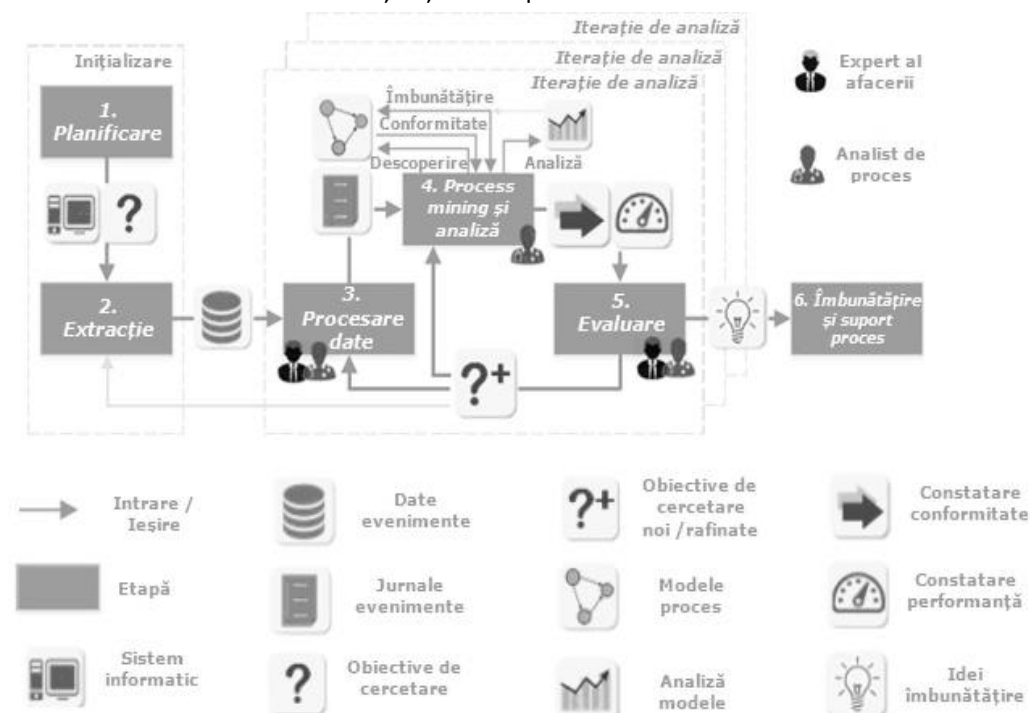 Iterație de analiză
Iterație de analiză
Iterație de analiză
Inițializare
1.
Planificare
2.
Extracție
Îmbunătățire
Conformitate
Descoperire
Analiză
4. Process
mining și
analiză
3.
Procesare
date
5.
Evaluare
6. Îmbunătățire
și suport
proces
Expert al
afacerii
Analist de
proces
Intrare /
Ieșire
Etapă
Sistem
informatic
Date
evenimente
Jurnale
evenimente
Obiective de
cercetare
Obiective de
cercetare
noi /rafinate
Modele
proces
Analiză
modele
Constatare
conformitate
Constatare
performanță
Idei
îmbunătățire